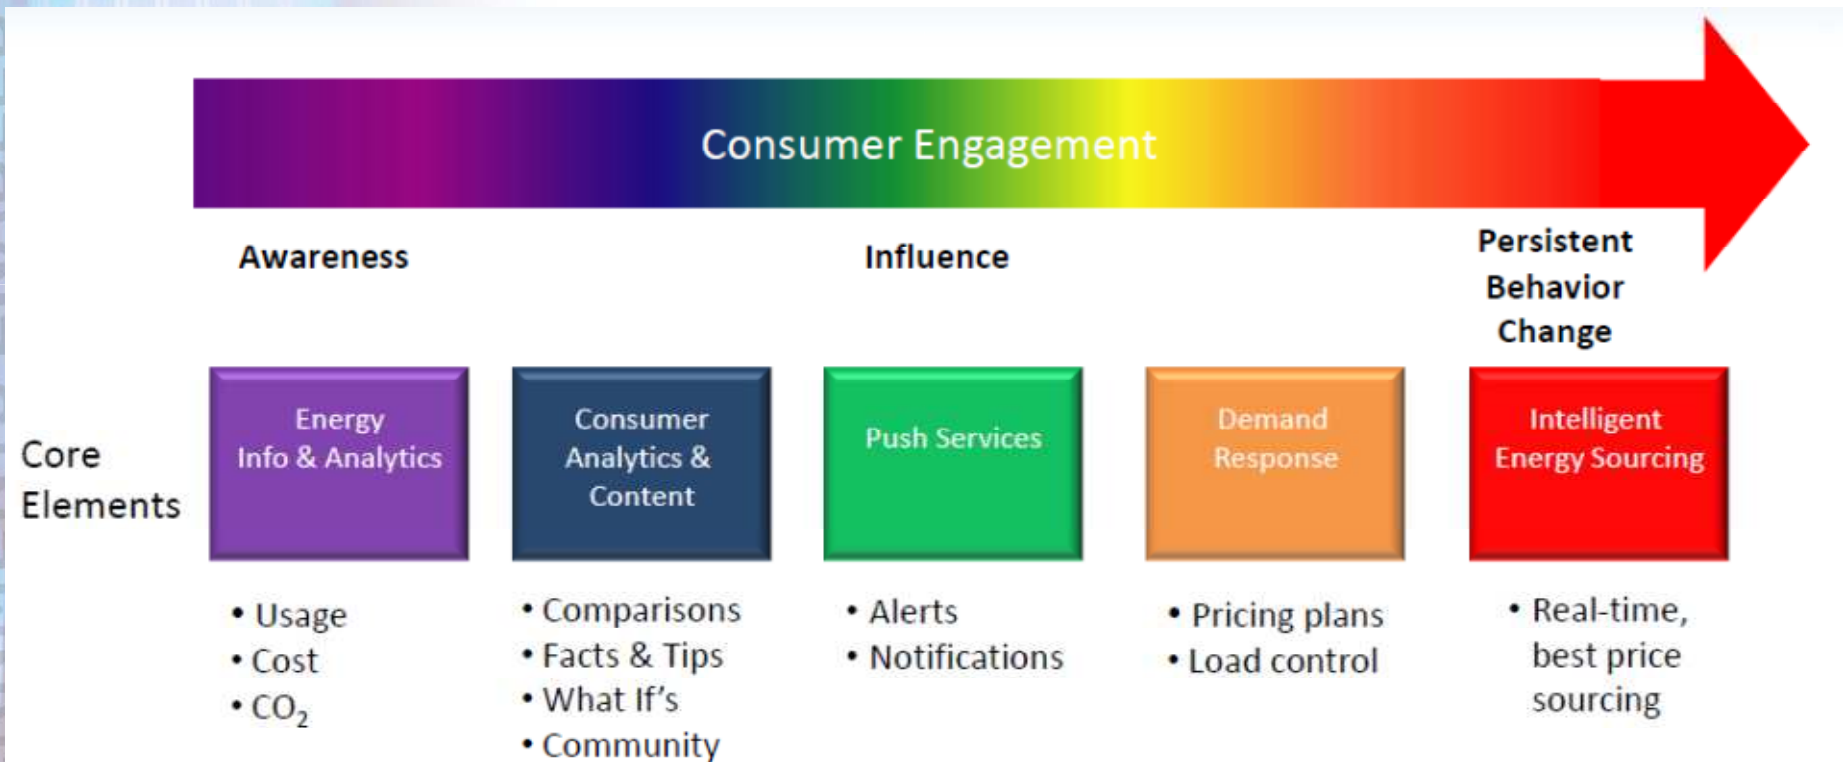 Consumer Engagement
Awareness
Influence
Persistent
Behavior
Change
Core
Elements
Energy
Info & Analytics
Consumer
Analytics &
Content
Push Services
Demand
Response
Intelligent
Energy Sourcing
• Usage
• Cost
• CO₂
• Comparisons
• Facts & Tips
• What If’s
• Community
• Alerts
• Notifications
• Pricing plans
• Load control
• Real-time,
best price
sourcing